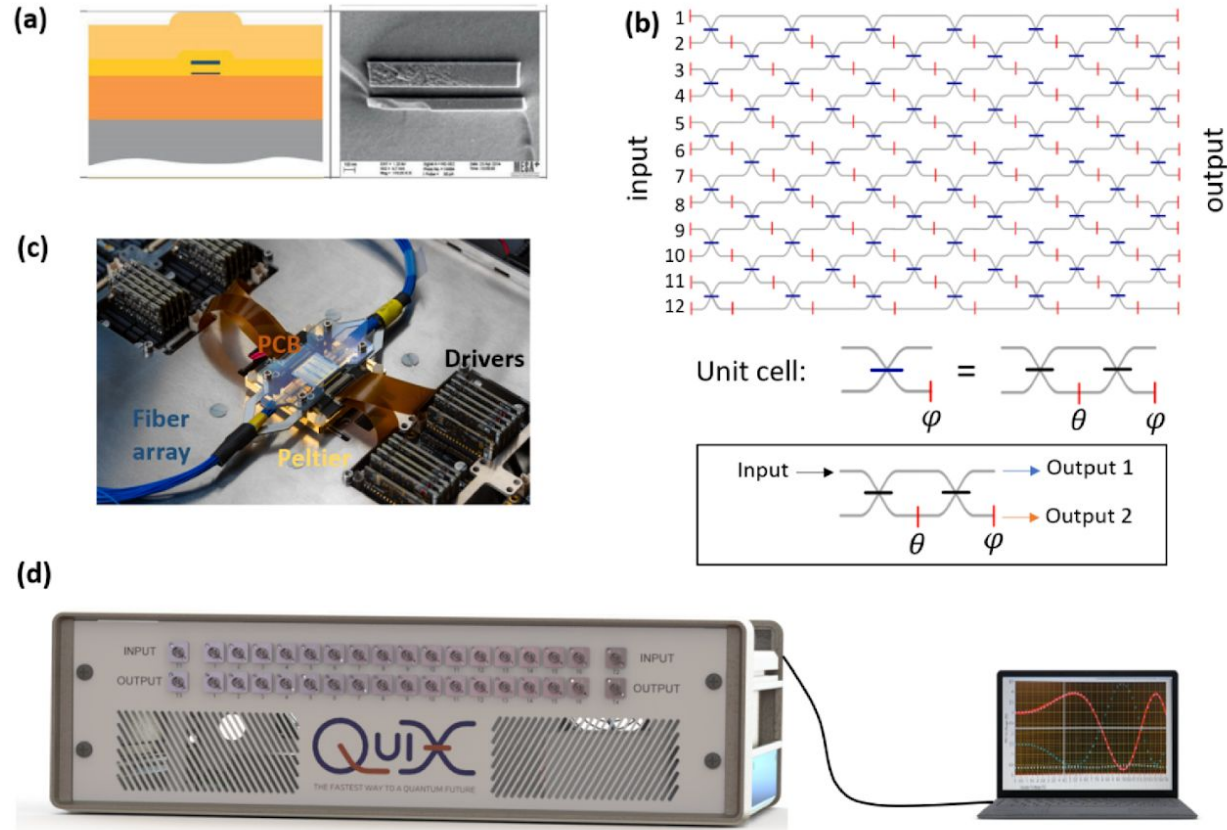 (a)
MESA+
(b)
input
1
2
3
4
5
6
7
8
9
10
11
12
output
Unit cell:
=
φ
θ
φ
Input
Output 1
Output 2
θ
φ
(c)
PCB
Drivers
Fiber
array
Peltier
(d)
INPUT
INPUT
OUTPUT
OUTPUT
QuiX
THE FASTEST WAY TO A QUANTUM FUTURE